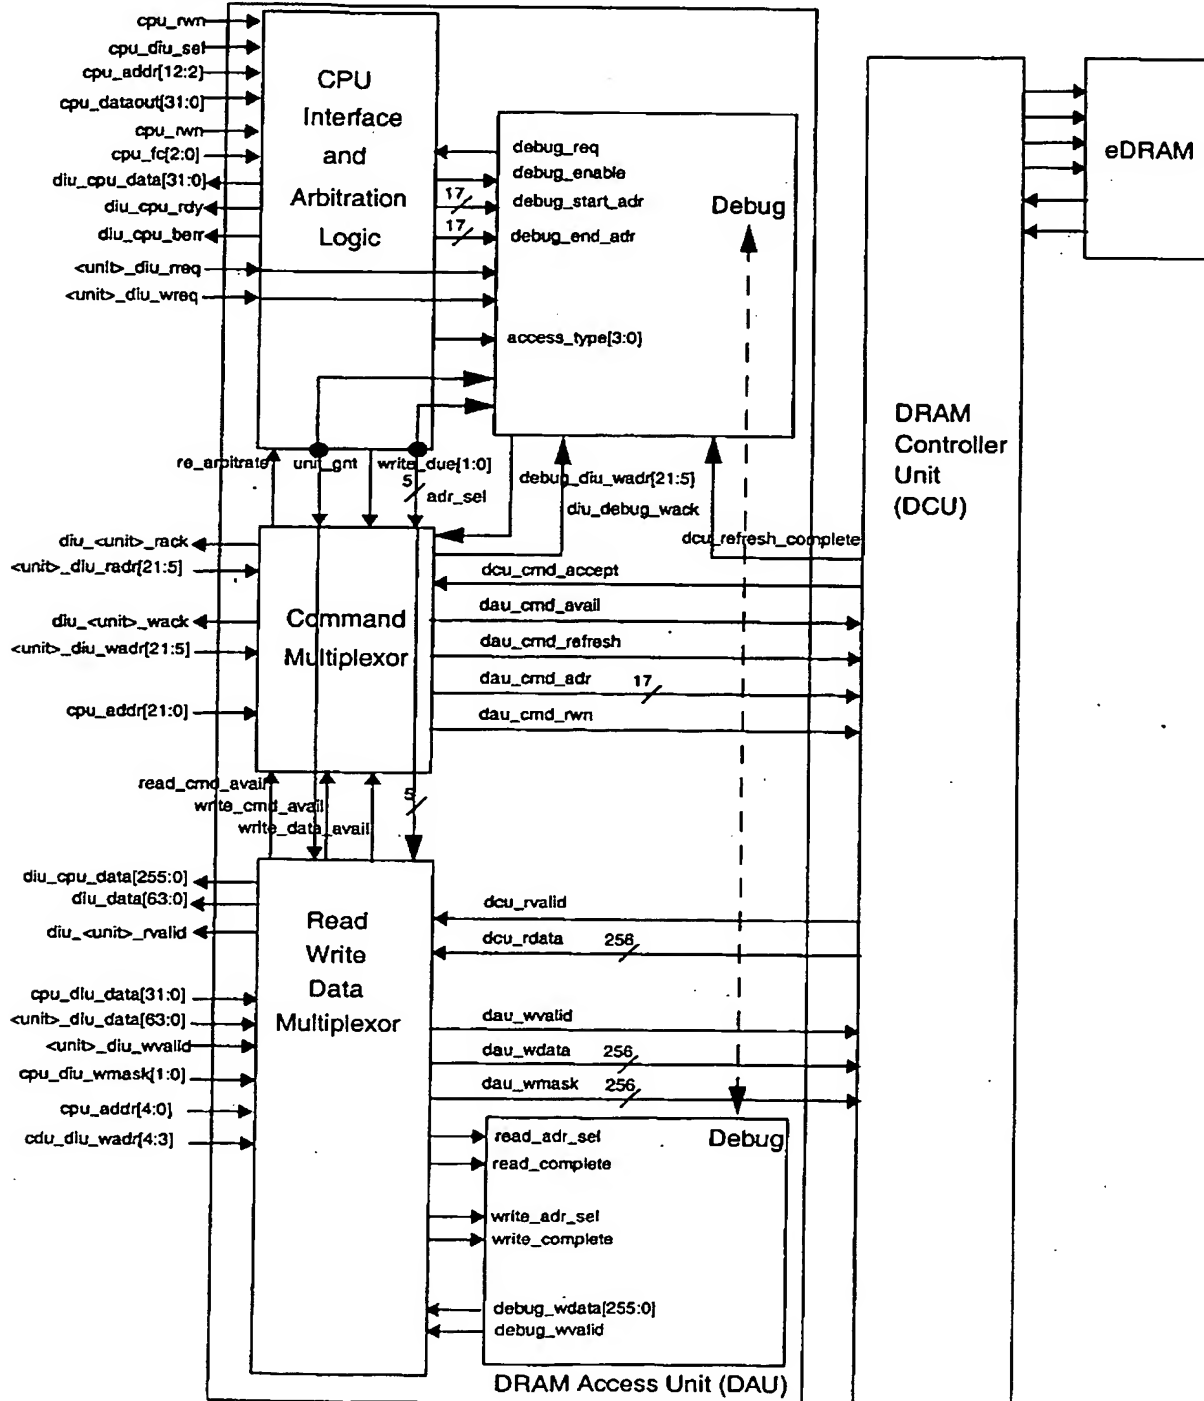 cpu_rwn
cpu_diu_sel
cpu_addr[12:2]
cpu_dataout[31:0]
cpu_rwn
cpu_fc[2:0]
diu_cpu_data[31:0]
diu_cpu_rdy
diu_cpu_berr
<unit>_diu_rreq
<unit>_diu_wreq
CPU
Interface
and
Arbitration
Logic
debug_req
debug_enable
17
debug_start_adr
17
debug_end_adr
access_type[3:0]
Debug
eDRAM
DRAM
Controller
Unit
(DCU)
re_arbitrate
unit_gnt
write_due[1:0]
5
adr_sel
debug_diu_wadr[21:5]
diu_debug_wack
dcu_refresh_complete
diu_<unit>_rack
<unit>_diu_radr[21:5]
diu_<unit>_wack
<unit>_diu_wadr[21:5]
cpu_addr[21:0]
Command
Multiplexor
dcu_cmd_accept
dau_cmd_avail
dau_cmd_refresh
dau_cmd_adr
17
dau_cmd_rwn
read_cmd_avail
write_cmd_avail
write_data_avail
5
diu_cpu_data[255:0]
diu_data[63:0]
diu_<unit>_rvalid
cpu_diu_data[31:0]
<unit>_diu_data[63:0]
<unit>_diu_wvalid
cpu_diu_wmask[1:0]
cpu_addr[4:0]
cdu_diu_wadr[4:3]
Read
Write
Data
Multiplexor
dcu_rvalid
dcu_rdata
256
dau_wvalid
dau_wdata
256
dau_wmask
256
read_adr_sel
read_complete
write_adr_sel
write_complete
debug_wdata[255:0]
debug_wvalid
Debug
DRAM Access Unit (DAU)